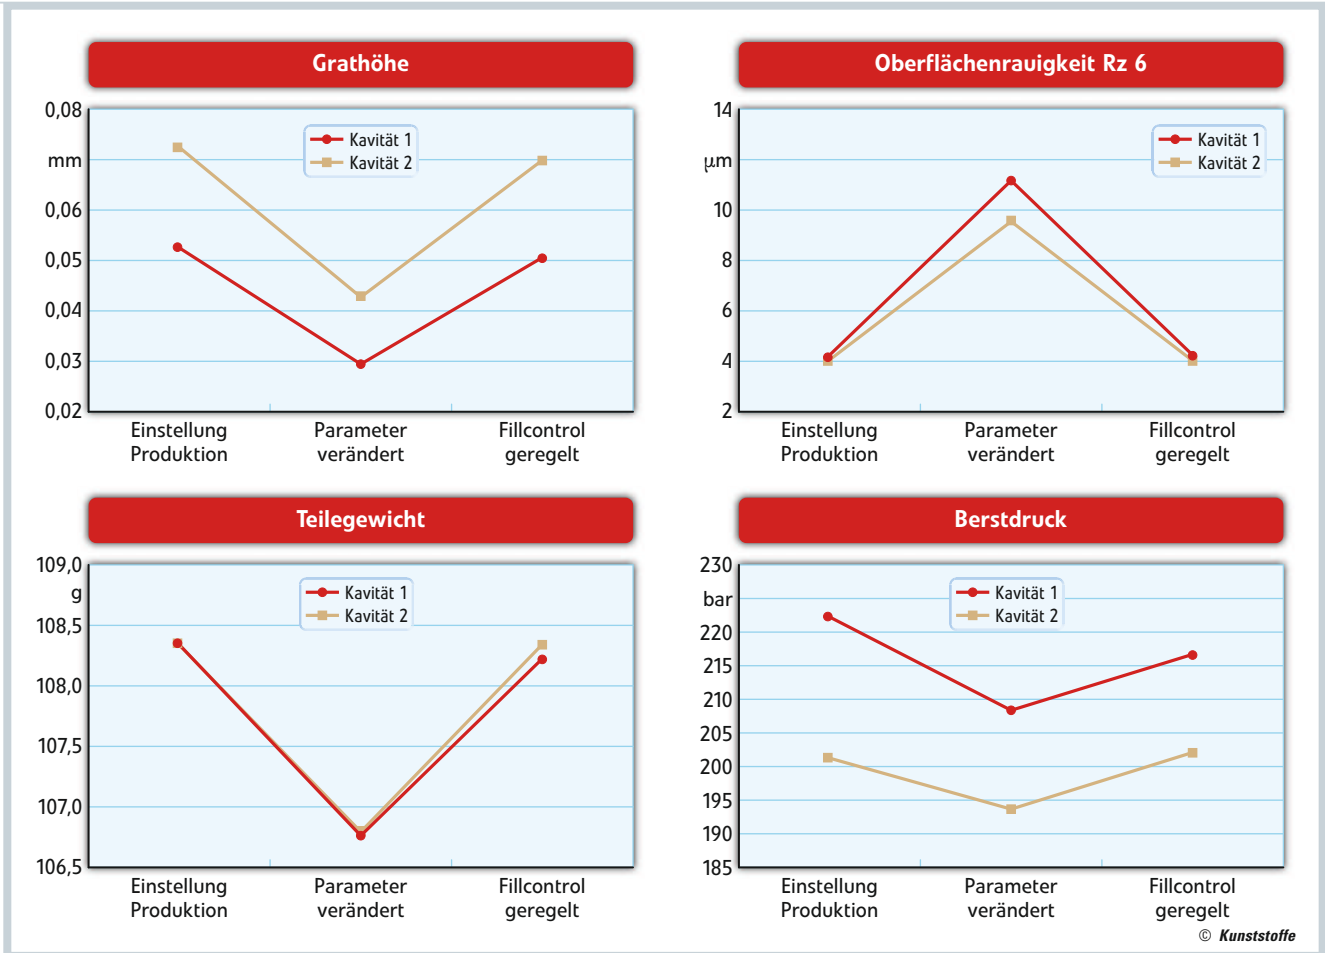 Grathöhe
0,08
mm
0,06
0,05
0,04
0,03
0,02
Kavität 1
Kavität 2
Einstellung
Produktion
Parameter
verändert
Fillcontrol
geregelt
Oberflächenrauigkeit Rz 6
14
µm
10
8
6
4
2
Kavität 1
Kavität 2
Einstellung
Produktion
Parameter
verändert
Fillcontrol
geregelt
Teilegewicht
109,0
g
108,5
108,0
107,5
107,0
106,5
Kavität 1
Kavität 2
Einstellung
Produktion
Parameter
verändert
Fillcontrol
geregelt
Berstdruck
230
bar
220
215
210
205
200
195
190
185
Kavität 1
Kavität 2
Einstellung
Produktion
Parameter
verändert
Fillcontrol
geregelt
© Kunststoffe